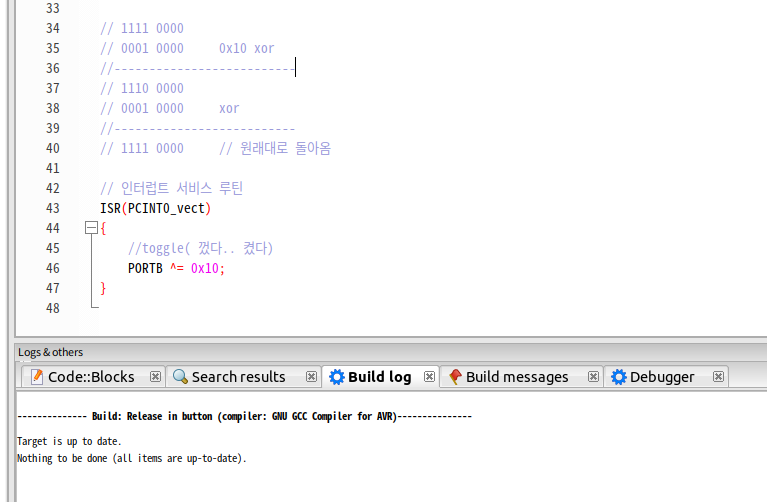 33
34 // 1111 0000
35 // 0001 0000 0x10 xor
36 //--------------------------
37 // 1110 0000
38 // 0001 0000 xor
39 //--------------------------
40 // 1111 0000 // 원래대로 돌아옴
41
42 // 인터럽트 서비스 루틴
43 ISR(PCINT0_vect)
44 {
45 //toggle( 껐다.. 켰다)
46 PORTB ^= 0x10;
47 }
48
Logs & others
Code::Blocks Search results Build log Build messages Debugger
-------------- Build: Release in button (compiler: GNU GCC Compiler for AVR)---------------
Target is up to date.
Nothing to be done (all items are up-to-date).